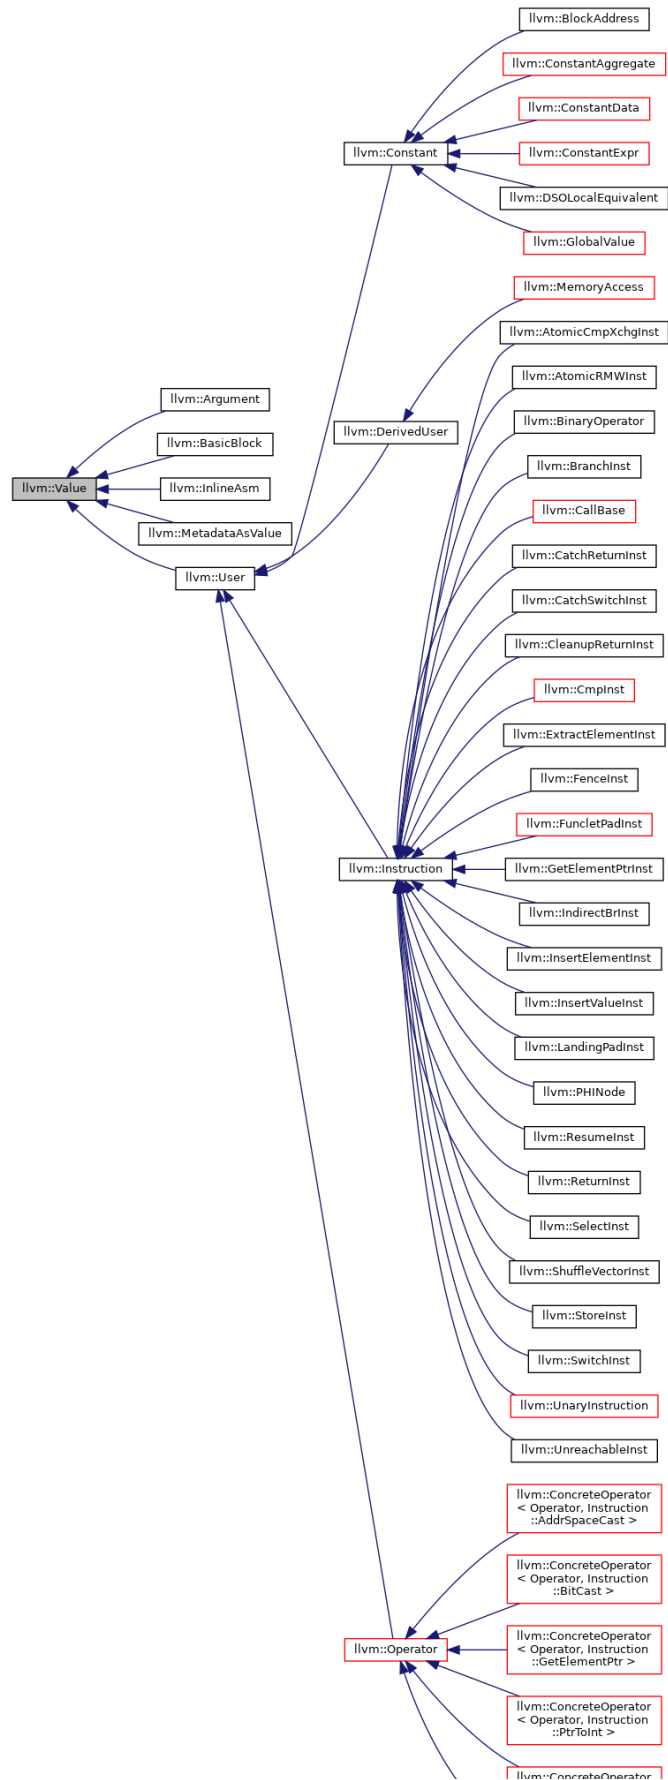 llvm::BlockAddress
llvm::ConstantAggregate
llvm::ConstantData
llvm::Constant
llvm::ConstantExpr
llvm::DSOLocalEquivalent
llvm::GlobalValue
llvm::MemoryAccess
llvm::AtomicCmpXchgInst
llvm::AtomicRMWInst
llvm::Argument
llvm::BinaryOperator
llvm::DerivedUser
llvm::BasicBlock
llvm::BranchInst
llvm::Value
llvm::InlineAsm
llvm::CallBase
llvm::MetadataAsValue
llvm::CatchReturnInst
llvm::User
llvm::CatchSwitchInst
llvm::CleanupReturnInst
llvm::CmpInst
llvm::ExtractElementInst
llvm::FenceInst
llvm::FuncletPadInst
llvm::Instruction
llvm::GetElementPtrInst
llvm::IndirectBrInst
llvm::InsertElementInst
llvm::InsertValueInst
llvm::LandingPadInst
llvm::PHINode
llvm::ResumeInst
llvm::ReturnInst
llvm::SelectInst
llvm::ShuffleVectorInst
llvm::StoreInst
llvm::SwitchInst
llvm::UnaryInstruction
llvm::UnreachableInst
llvm::ConcreteOperator
< Operator, Instruction
::AddrSpaceCast >
llvm::ConcreteOperator
< Operator, Instruction
::BitCast >
llvm::Operator
llvm::ConcreteOperator
< Operator, Instruction
::GetElementPtr >
llvm::ConcreteOperator
< Operator, Instruction
::PtrToInt >
llvm::ConcreteOperator